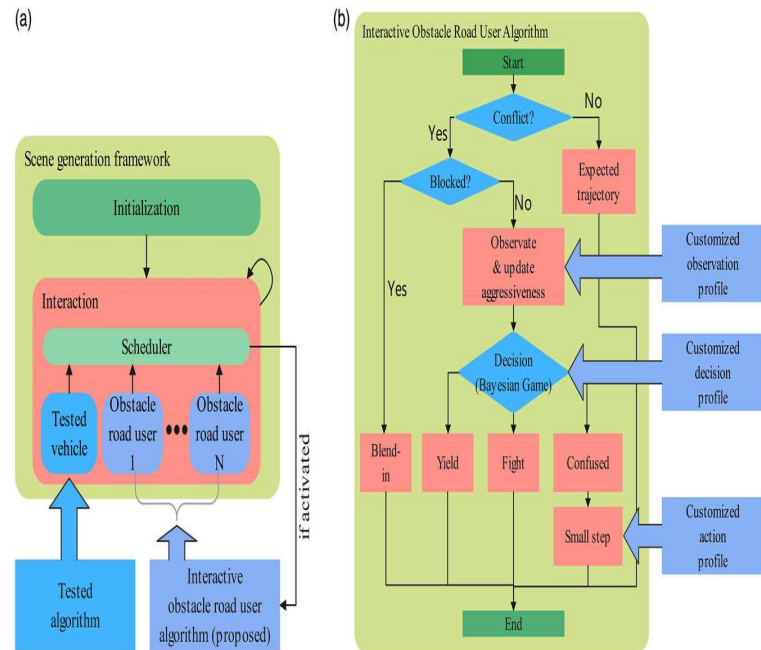 (a)
Scene generation framework
Initialization
Interaction
Scheduler
Tested
vehicle
Obstacle
road user
1
•••
Obstacle
road user
N
if activated
Tested
algorithm
Interactive
obstacle road user
algorithm (proposed)
(b)
Interactive Obstacle Road User Algorithm
Start
Conflict?
Yes
No
Blocked?
Expected
trajectory
No
Yes
Observate
& update
aggressiveness
Customized
observation
profile
Decision
(Bayesian Game)
Customized
decision
profile
Blend-
in
Yield
Fight
Confused
Small step
Customized
action
profile
End